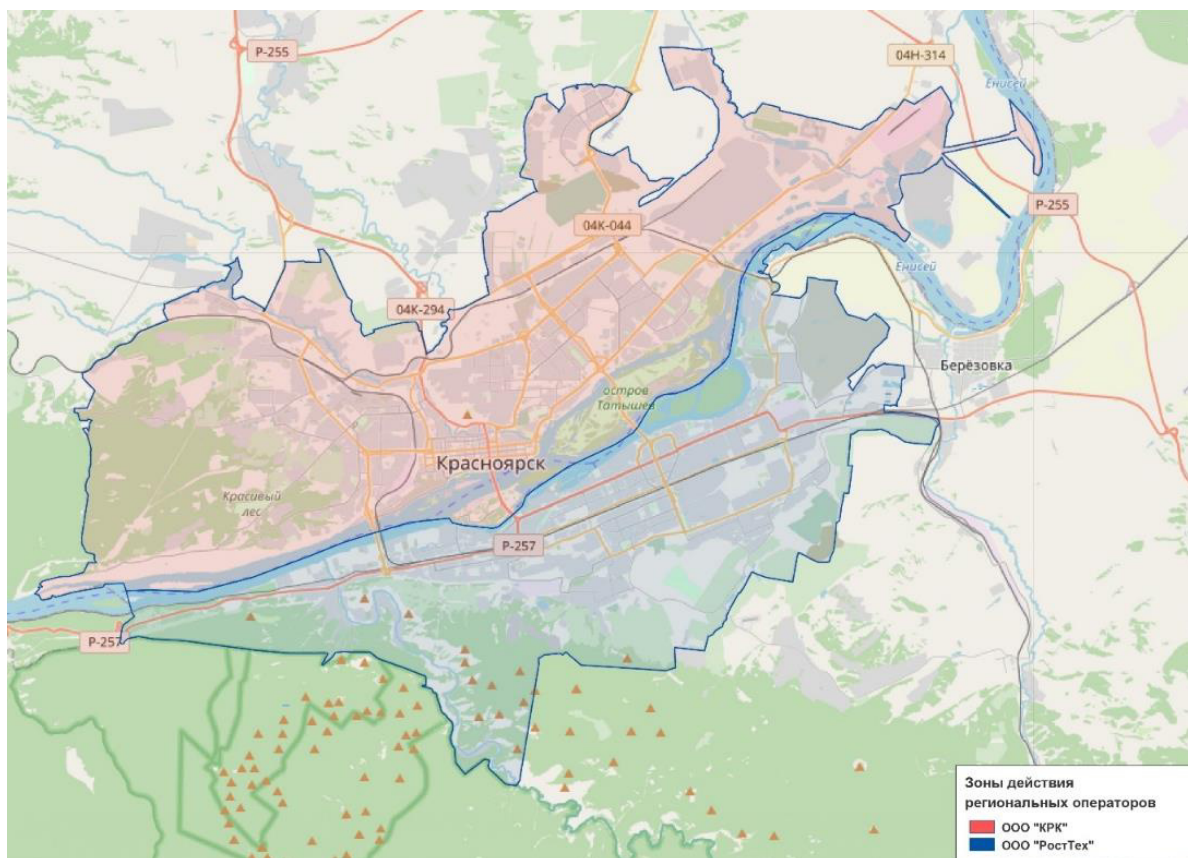 Р-255
04Н-314
Енисей
04К-044
Р-255
Енисей
04К-294
Берёзовка
остров
Татышев
Красноярск
Красивый
лес
Р-257
Р-257
Зоны действия
региональных операторов
ООО "КРК"
ООО "РостТех"